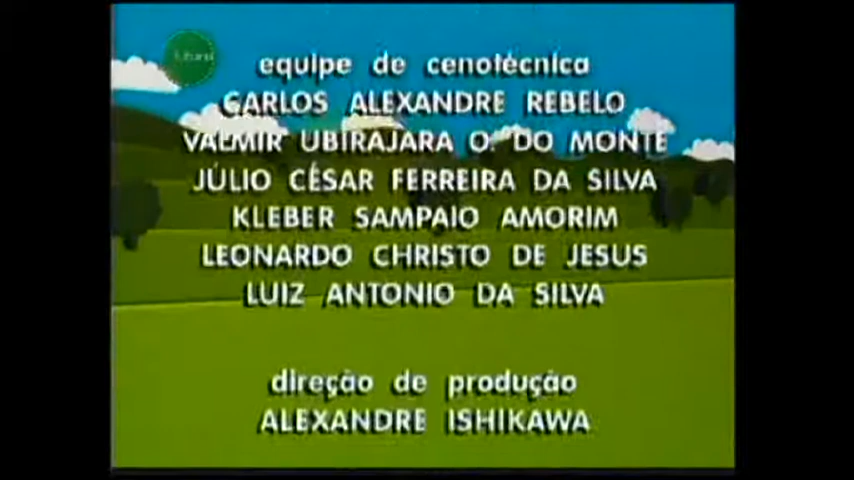 equipe de cenotécnica
CARLOS ALEXANDRE REBELO
VALMIR UBIRAJARA O. DO MONTE
JÚLIO CÉSAR FERREIRA DA SILVA
KLEBER SAMPAIO AMORIM
LEONARDO CHRISTO DE JESUS
LUIZ ANTONIO DA SILVA
direção de produção
ALEXANDRE ISHIKAWA